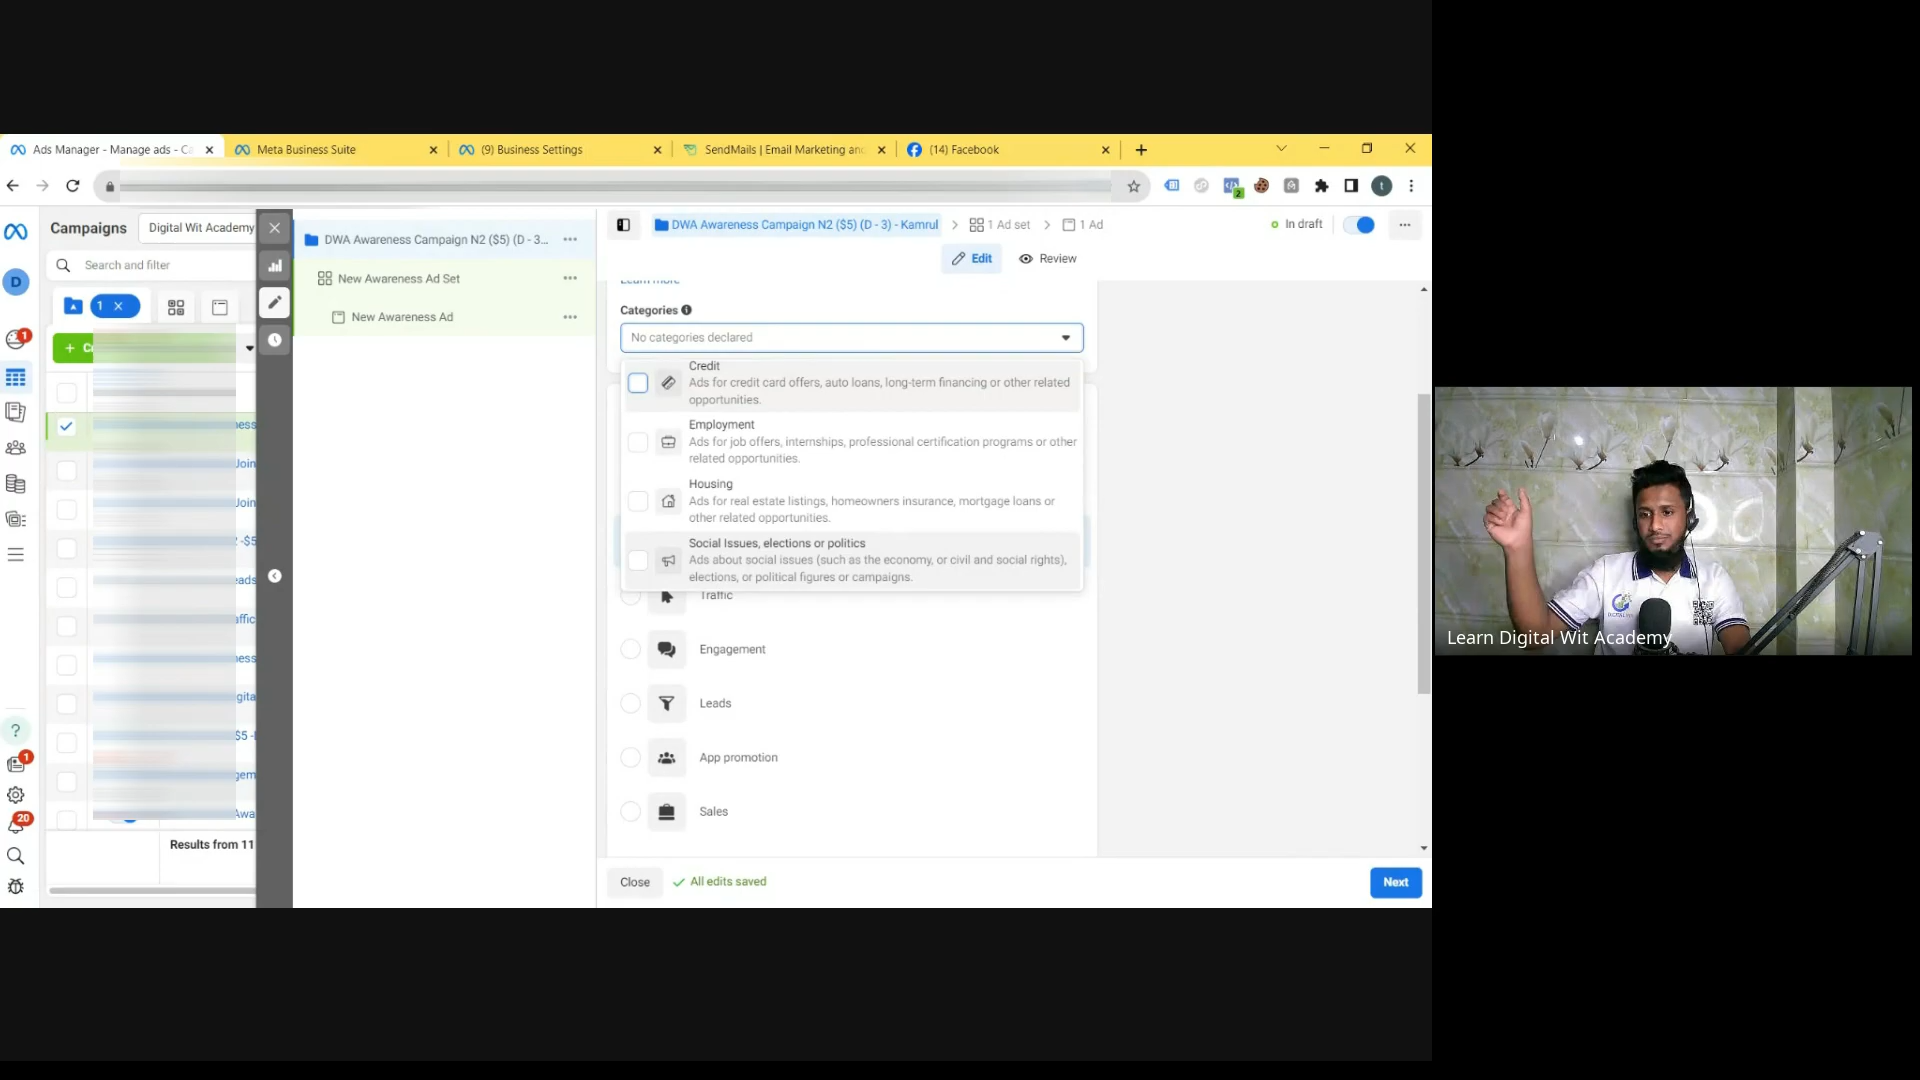 Ads Manager - Manage ads - Ca
Meta Business Suite
(9) Business Settings
SendMails | Email Marketing and
(14) Facebook
2
t
Campaigns
Digital Wit Academy
DWA Awareness Campaign N2 ($5) (D - 3...
DWA Awareness Campaign N2 ($5) (D - 3) - Kamrul
1 Ad set
1 Ad
In draft
Edit
Review
D
Search and filter
New Awareness Ad Set
New Awareness Ad
1
1
Learn more
Categories
No categories declared
Credit
Ads for credit card offers, auto loans, long-term financing or other related
opportunities.
Employment
Ads for job offers, internships, professional certification programs or other
related opportunities.
Housing
Ads for real estate listings, homeowners insurance, mortgage loans or
other related opportunities.
Social Issues, elections or politics
Ads about social issues (such as the economy, or civil and social rights),
elections, or political figures or campaigns.
Traffic
Engagement
Leads
App promotion
Sales
1
20
Results from 11
Close
All edits saved
Next
Learn Digital Wit Academy